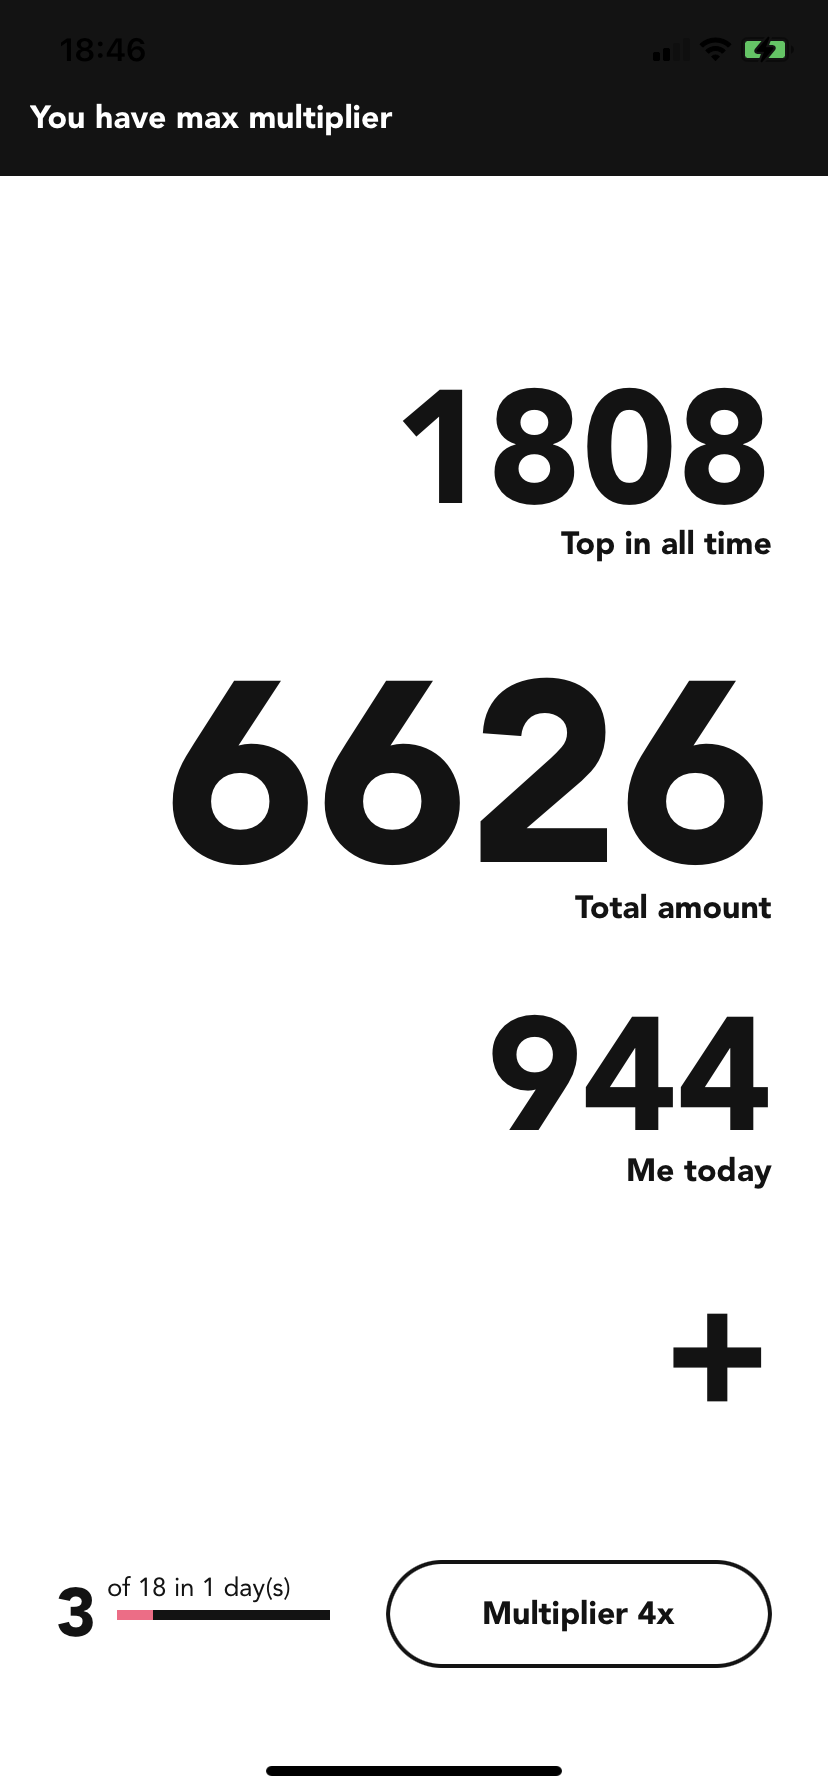 18:46
You have max multiplier
1808
Top in all time
6626
Total amount
944
Me today
+
3 of 18 in 1 day(s)
Multiplier 4x